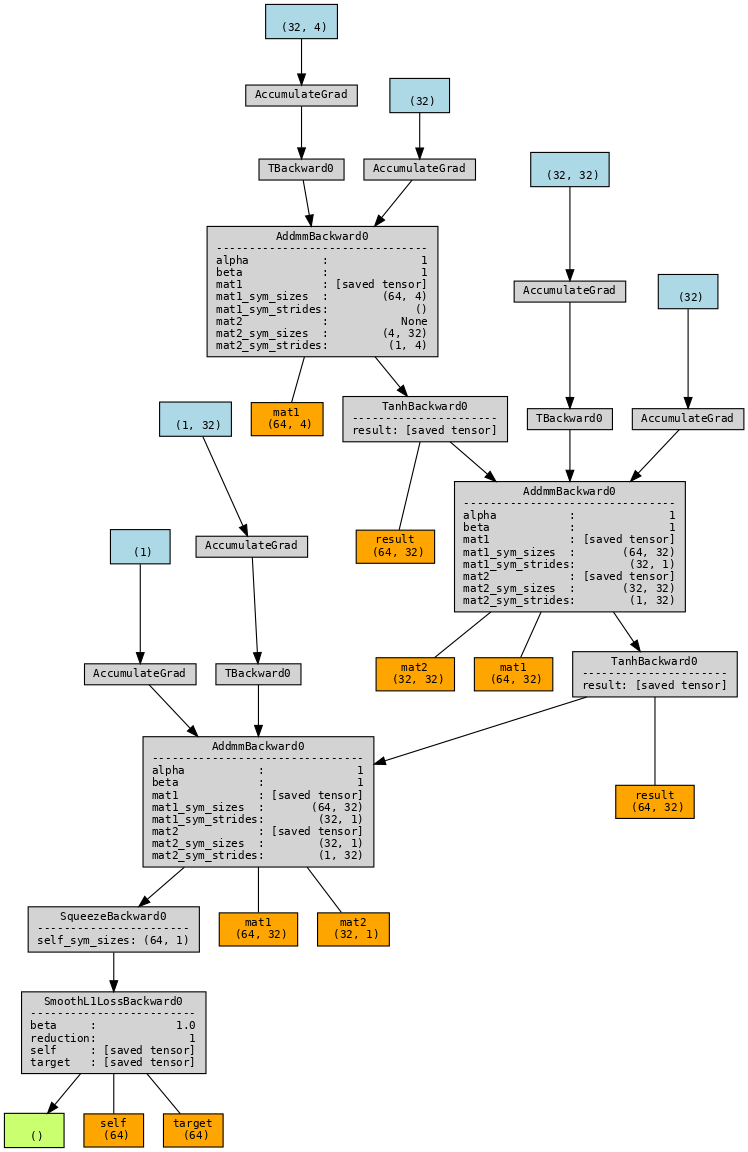 (32, 4)
AccumulateGrad
(32)
TBackward0
AccumulateGrad
(32, 32)
AddmmBackward0
--------------------------------
alpha           :              1
beta            :              1
mat1            : [saved tensor]
mat1_sym_sizes  :        (64, 4)
mat1_sym_strides:             ()
mat2            :           None
mat2_sym_sizes  :        (4, 32)
mat2_sym_strides:         (1, 4)
AccumulateGrad
(32)
mat1
(64, 4)
TanhBackward0
----------------------
result: [saved tensor]
TBackward0
AccumulateGrad
(1, 32)
AddmmBackward0
--------------------------------
alpha           :              1
beta            :              1
mat1            : [saved tensor]
mat1_sym_sizes  :       (64, 32)
mat1_sym_strides:        (32, 1)
mat2            : [saved tensor]
mat2_sym_sizes  :       (32, 32)
mat2_sym_strides:        (1, 32)
result
(64, 32)
(1)
AccumulateGrad
AccumulateGrad
TBackward0
mat2
(32, 32)
mat1
(64, 32)
TanhBackward0
----------------------
result: [saved tensor]
AddmmBackward0
--------------------------------
alpha           :              1
beta            :              1
mat1            : [saved tensor]
mat1_sym_sizes  :       (64, 32)
mat1_sym_strides:        (32, 1)
mat2            : [saved tensor]
mat2_sym_sizes  :        (32, 1)
mat2_sym_strides:        (1, 32)
result
(64, 32)
SqueezeBackward0
-----------------------
self_sym_sizes: (64, 1)
mat1
(64, 32)
mat2
(32, 1)
SmoothL1LossBackward0
-------------------------
beta     :            1.0
reduction:              1
self     : [saved tensor]
target   : [saved tensor]
()
self
(64)
target
(64)